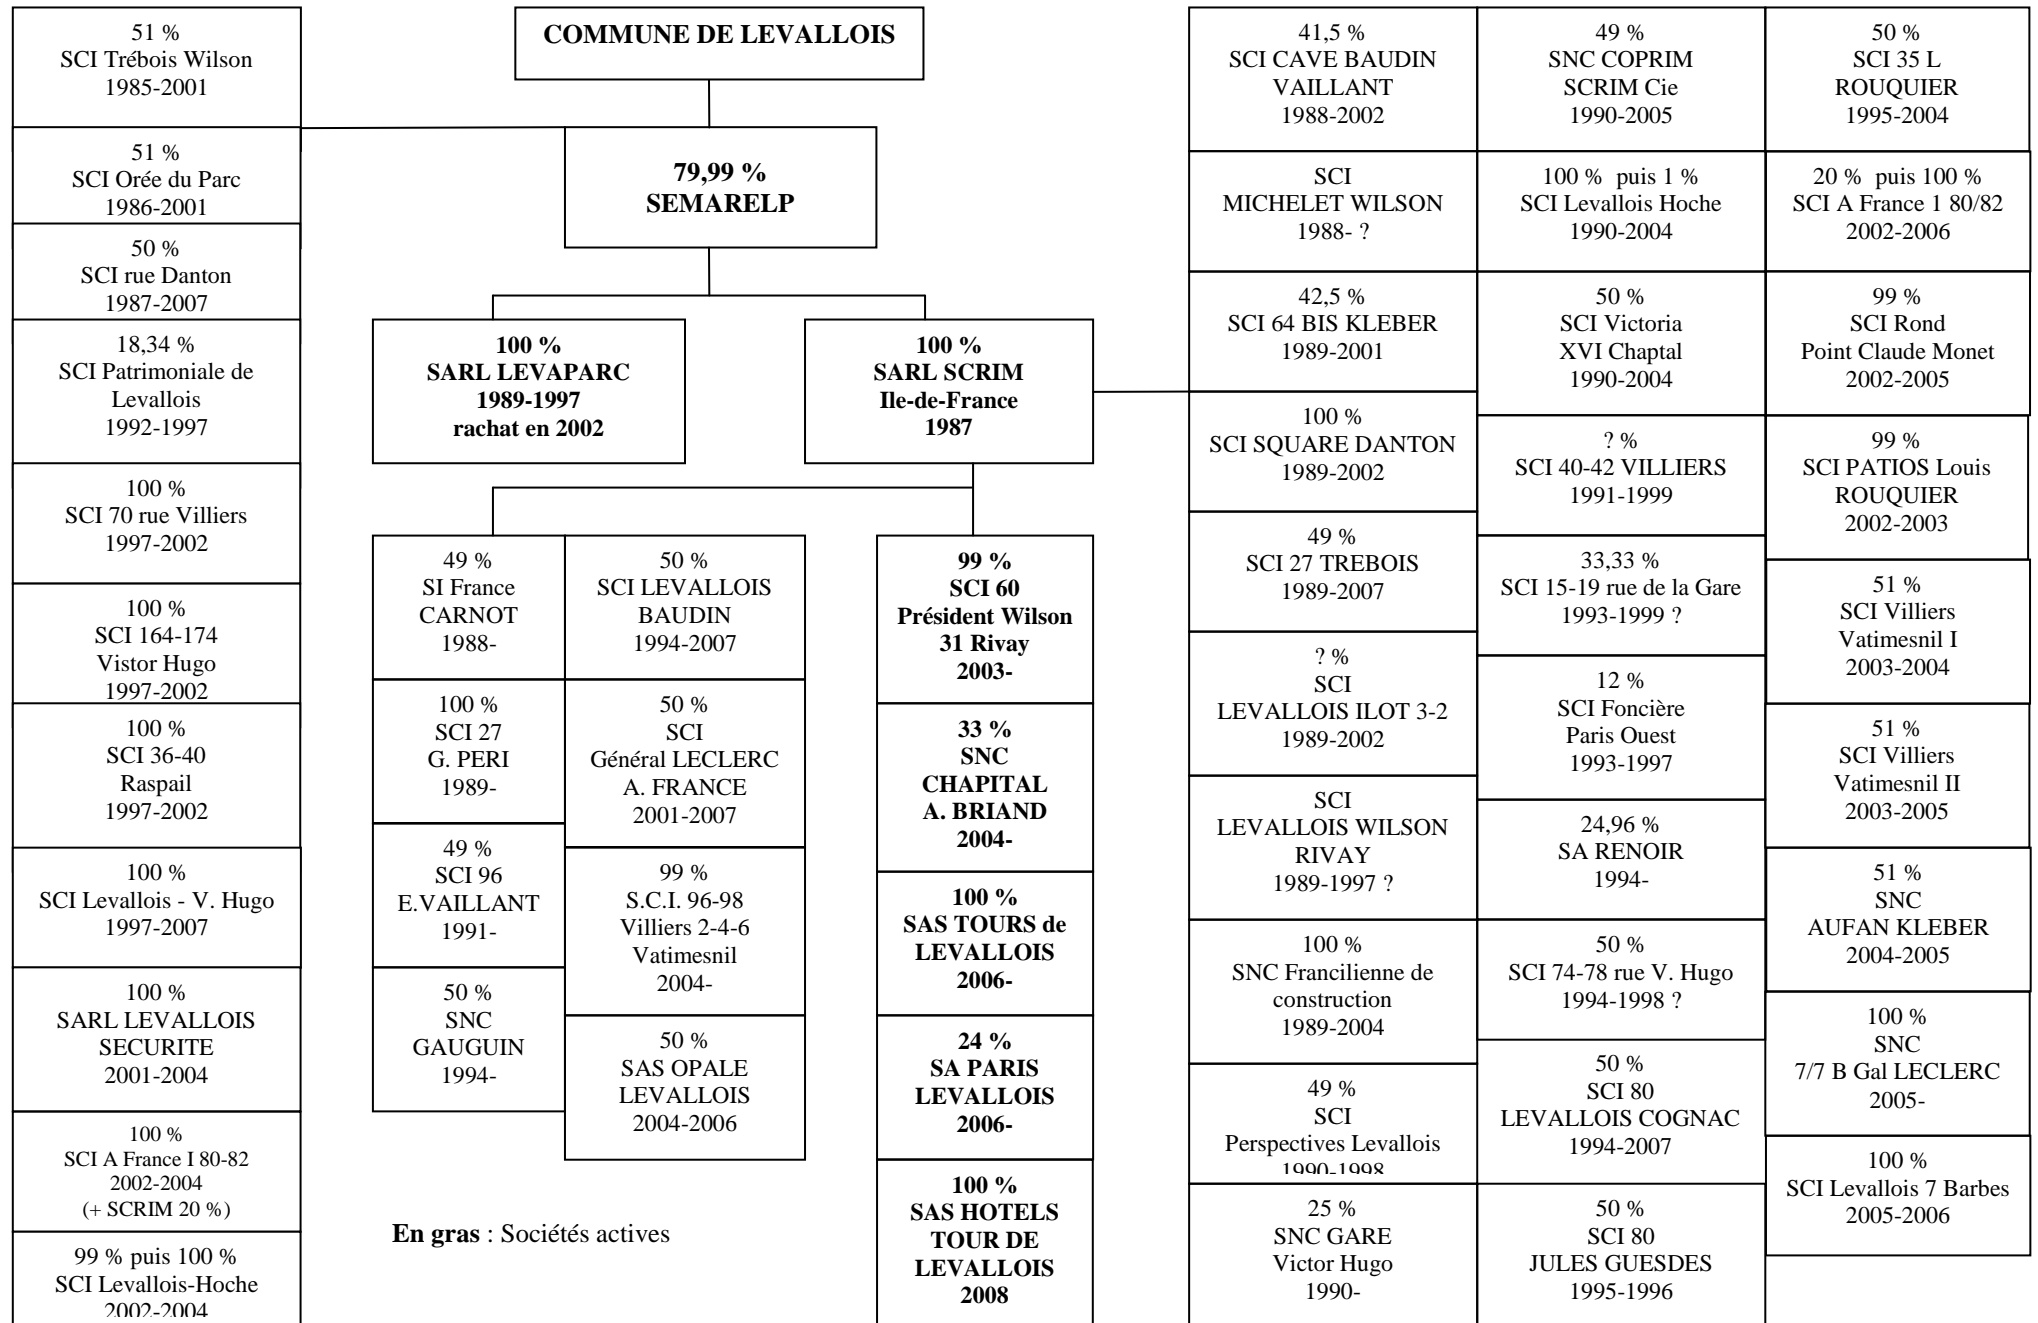 51 %
SCI Trébois Wilson
1985-2001
51 %
SCI Orée du Parc
1986-2001
50 %
SCI rue Danton
1987-2007
18,34 %
SCI Patrimoniale de
Levallois
1992-1997
100 %
SCI 70 rue Villiers
1997-2002
100 %
SCI 164-174
Vistor Hugo
1997-2002
100 %
SCI 36-40
Raspail
1997-2002
100 %
SCI Levallois - V. Hugo
1997-2007
100 %
SARL LEVALLOIS
SECURITE
2001-2004
100 %
SCI A France I 80-82
2002-2004
(+ SCRIM 20 %)
99 % puis 100 %
SCI Levallois-Hoche
2002-2004
COMMUNE DE LEVALLOIS
79,99 %
SEMARELP
100 %
SARL LEVAPARC
1989-1997
rachat en 2002
100 %
SARL SCRIM
Ile-de-France
1987
49 %
SI France
CARNOT
1988-
100 %
SCI 27
G. PERI
1989-
49 %
SCI 96
E.VAILLANT
1991-
50 %
SNC
GAUGUIN
1994-
50 %
SCI LEVALLOIS
BAUDIN
1994-2007
50 %
SCI
Général LECLERC
A. FRANCE
2001-2007
99 %
S.C.I. 96-98
Villiers 2-4-6
Vatimesnil
2004-
50 %
SAS OPALE
LEVALLOIS
2004-2006
99 %
SCI 60
Président Wilson
31 Rivay
2003-
33 %
SNC
CHAPITAL
A. BRIAND
2004-
100 %
SAS TOURS de
LEVALLOIS
2006-
24 %
SA PARIS
LEVALLOIS
2006-
100 %
SAS HOTELS
TOUR DE
LEVALLOIS
2008
En gras : Sociétés actives
41,5 %
SCI CAVE BAUDIN
VAILLANT
1988-2002
SCI
MICHELET WILSON
1988- ?
42,5 %
SCI 64 BIS KLEBER
1989-2001
100 %
SCI SQUARE DANTON
1989-2002
49 %
SCI 27 TREBOIS
1989-2007
? %
SCI
LEVALLOIS ILOT 3-2
1989-2002
SCI
LEVALLOIS WILSON
RIVAY
1989-1997 ?
100 %
SNC Francilienne de
construction
1989-2004
49 %
SCI
Perspectives Levallois
1990-1998
25 %
SNC GARE
Victor Hugo
1990-
49 %
SNC COPRIM
SCRIM Cie
1990-2005
100 % puis 1 %
SCI Levallois Hoche
1990-2004
50 %
SCI Victoria
XVI Chaptal
1990-2004
? %
SCI 40-42 VILLIERS
1991-1999
33,33 %
SCI 15-19 rue de la Gare
1993-1999 ?
12 %
SCI Foncière
Paris Ouest
1993-1997
24,96 %
SA RENOIR
1994-
50 %
SCI 74-78 rue V. Hugo
1994-1998 ?
50 %
SCI 80
LEVALLOIS COGNAC
1994-2007
50 %
SCI 80
JULES GUESDES
1995-1996
50 %
SCI 35 L
ROUQUIER
1995-2004
20 % puis 100 %
SCI A France 1 80/82
2002-2006
99 %
SCI Rond
Point Claude Monet
2002-2005
99 %
SCI PATIOS Louis
ROUQUIER
2002-2003
51 %
SCI Villiers
Vatimesnil I
2003-2004
51 %
SCI Villiers
Vatimesnil II
2003-2005
51 %
SNC
AUFAN KLEBER
2004-2005
100 %
SNC
7/7 B Gal LECLERC
2005-
100 %
SCI Levallois 7 Barbes
2005-2006